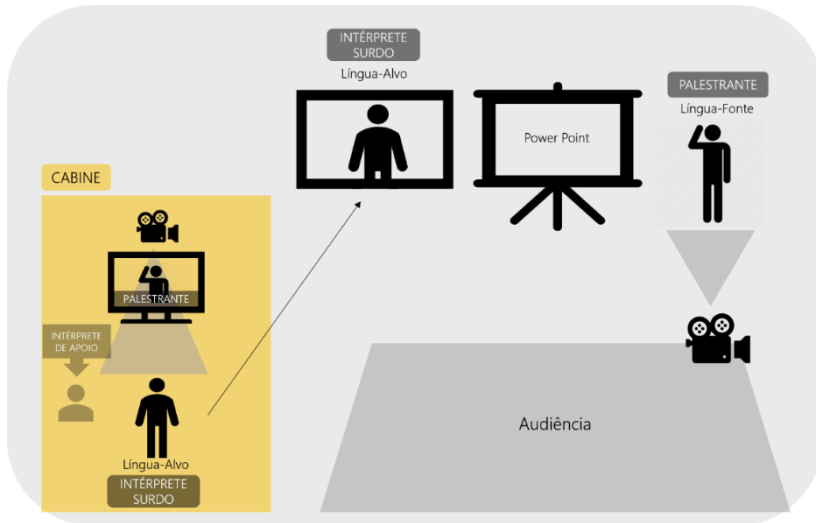 INTÉRPRETE
SURDO
Língua-Alvo
Power Point
PALESTRANTE
Língua-Fonte
CABINE
PALESTRANTE
INTÉRPRETE
DE APOIO
Língua-Alvo
INTÉRPRETE
SURDO
Audiência